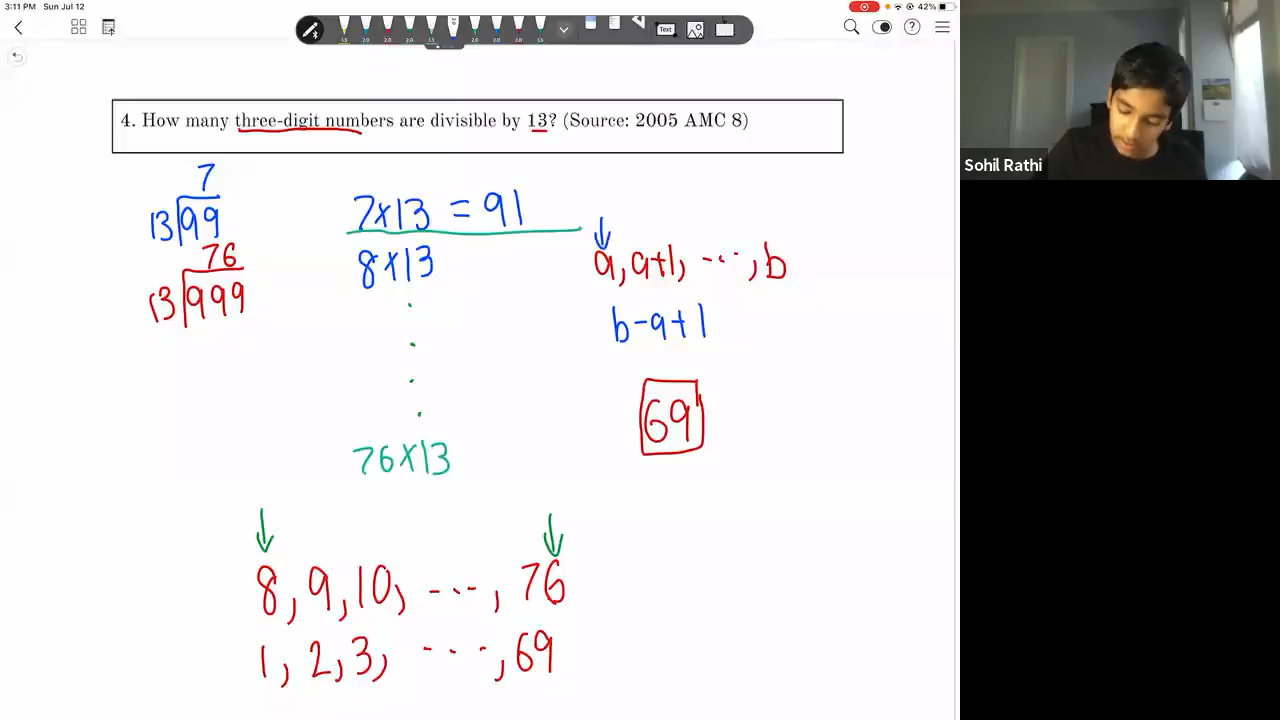 3:11 PM Sun Jul 12
42%
Text
4. How many three-digit numbers are divisible by 13? (Source: 2005 AMC 8)
Sohil Rathi
7
13 99
76
13 999
7×13 = 91
8×13
.
.
.
.
76×13
a, a+1, ..., b
b-a+1
69
8, 9, 10, ..., 76
1, 2, 3, ..., 69